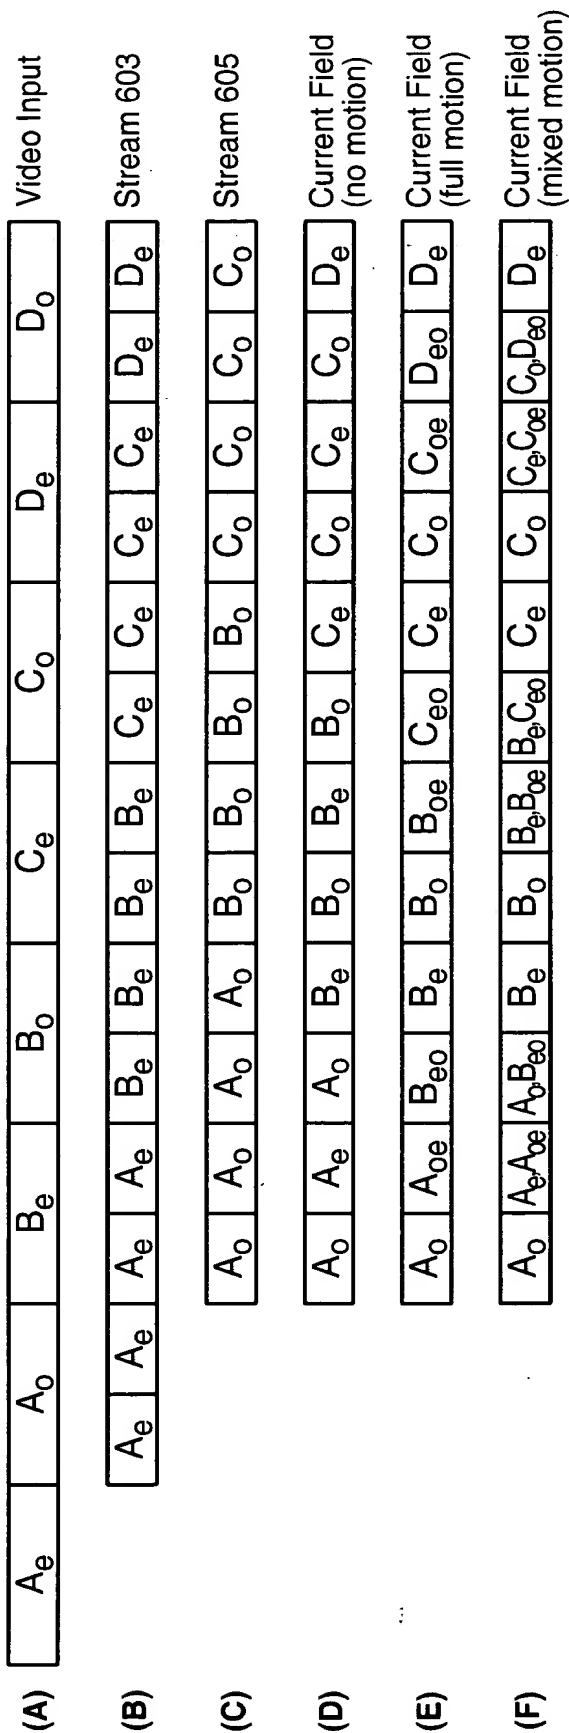 (A) Ae Ao Be Bo Ce Co De Do Video Input
(B) Ae Ae Ae Ae Be Be Be Be Ce Ce Ce Ce De De Stream 603
(C) Ao Ao Ao Ao Bo Bo Bo Bo Co Co Co Co Stream 605
(D) Ao Ae Ao Be Bo Be Bo Ce Co Ce Co De Current Field
(no motion)
(E) Ao Aoe Beo Be Bo Boe Ceo Ce Co Coe Deo De Current Field
(full motion)
(F) Ao Ae,Aoe Ao,Beo Be Bo Be,Boe Be,Ceo Ce Co Ce,Coe Co,Deo De Current Field
(mixed motion)